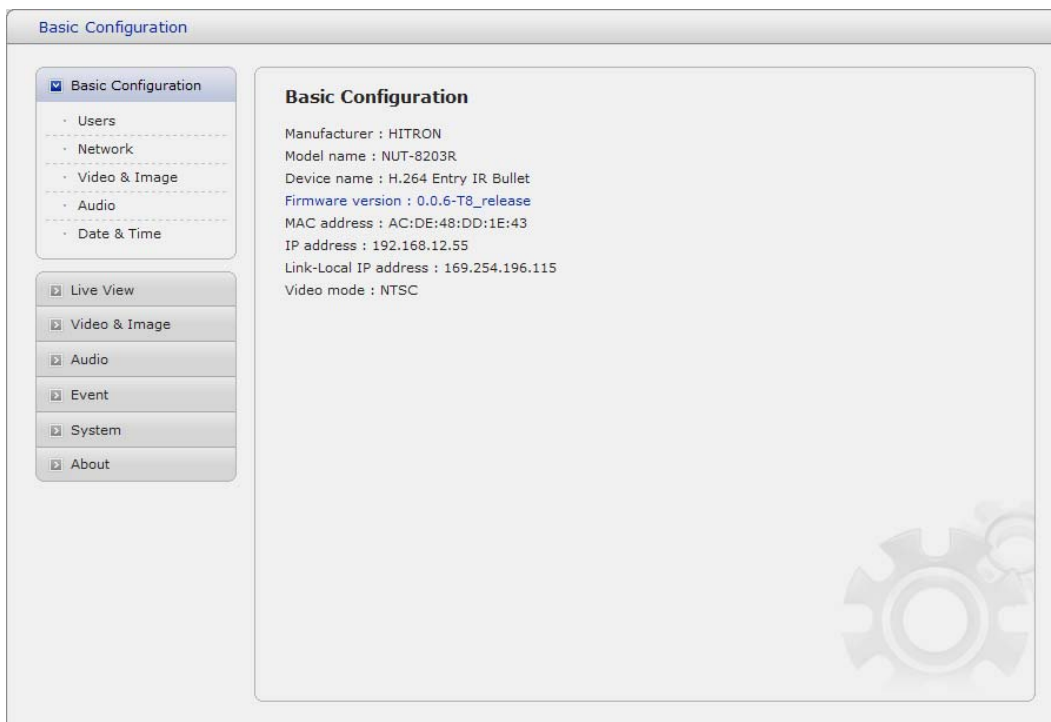 Basic Configuration
Basic Configuration
· Users
· Network
· Video & Image
· Audio
· Date & Time
Live View
Video & Image
Audio
Event
System
About
Basic Configuration
Manufacturer : HITRON
Model name : NUT-8203R
Device name : H.264 Entry IR Bullet
Firmware version : 0.0.6-T8_release
MAC address : AC:DE:48:DD:1E:43
IP address : 192.168.12.55
Link-Local IP address : 169.254.196.115
Video mode : NTSC